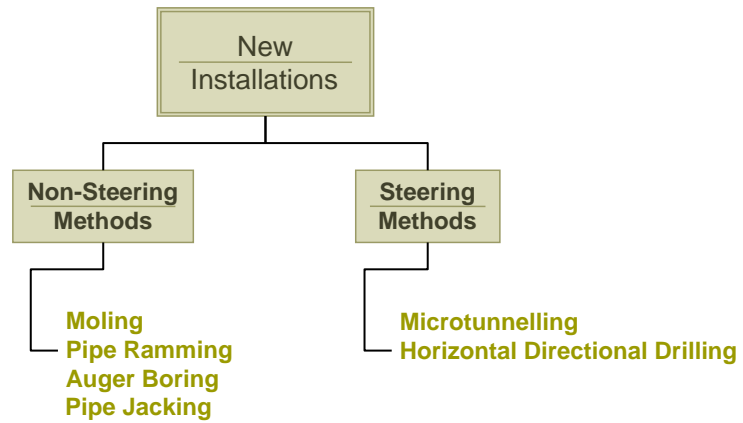 New
Installations
Non-Steering
Methods
Steering
Methods
Moling
Pipe Ramming
Auger Boring
Pipe Jacking
Microtunnelling
Horizontal Directional Drilling